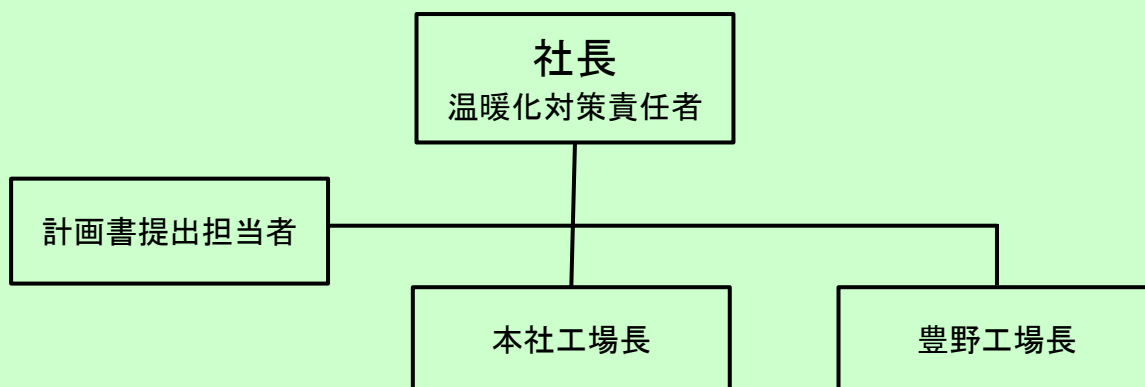 社長
温暖化対策責任者
計画書提出担当者
本社工場長
豊野工場長